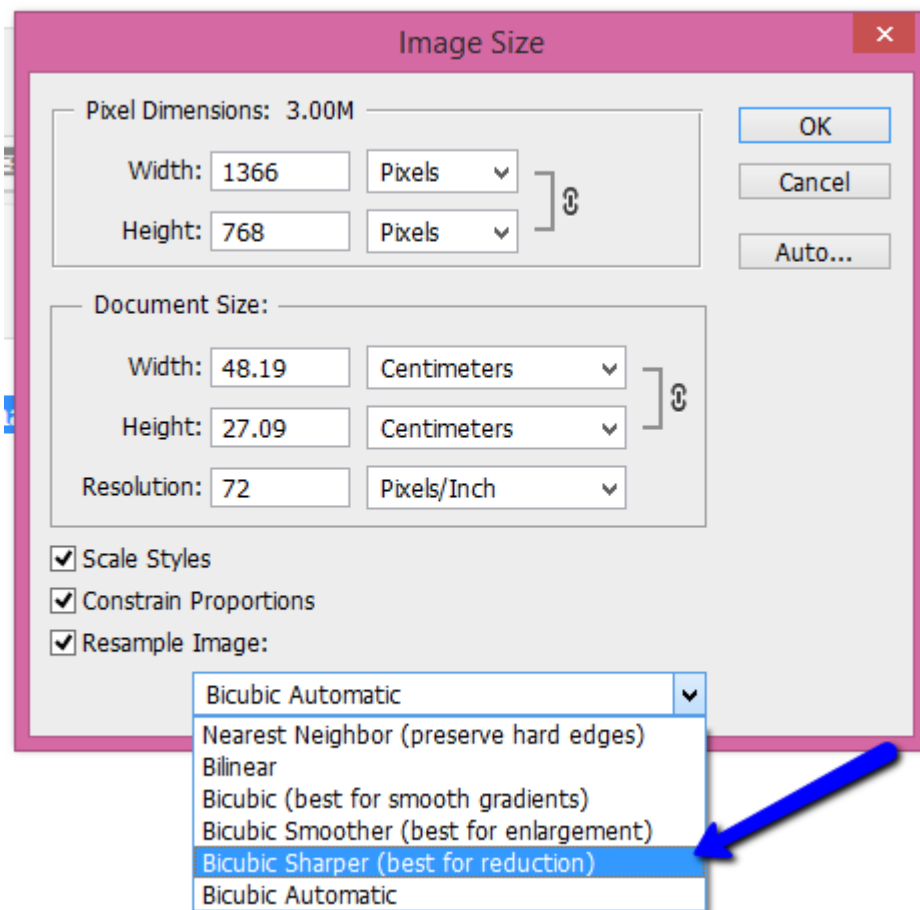 Image Size
Pixel Dimensions: 3.00M
OK
Width: 1366 Pixels
Cancel
Height: 768 Pixels
Auto...
Document Size:
Width: 48.19 Centimeters
Height: 27.09 Centimeters
Resolution: 72 Pixels/Inch
Scale Styles
Constrain Proportions
Resample Image:
Bicubic Automatic
Nearest Neighbor (preserve hard edges)
Bilinear
Bicubic (best for smooth gradients)
Bicubic Smoother (best for enlargement)
Bicubic Sharper (best for reduction)
Bicubic Automatic